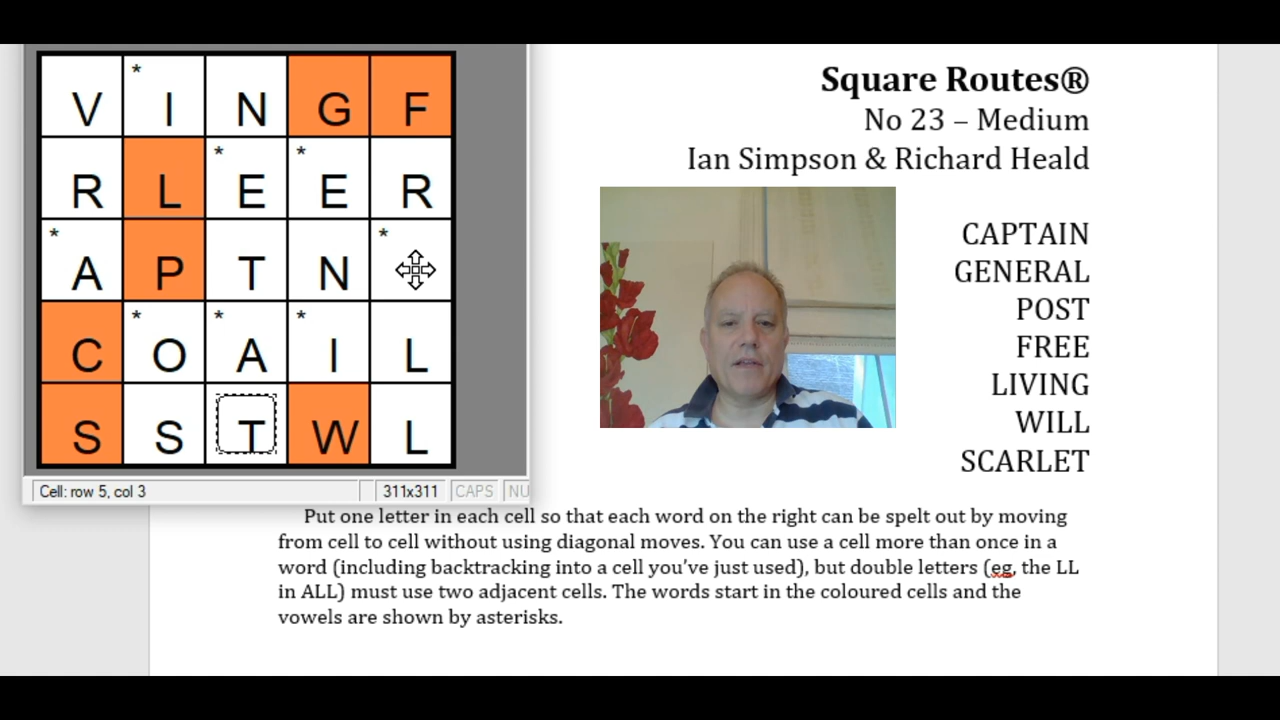 * V I N G F
R L * E * E R
* A P T N *
C * O * A * I L
S S T W L
Cell: row 5, col 3 311x311 CAPS NU
Square Routes®
No 23 – Medium
Ian Simpson & Richard Heald
CAPTAIN
GENERAL
POST
FREE
LIVING
WILL
SCARLET
Put one letter in each cell so that each word on the right can be spelt out by moving
from cell to cell without using diagonal moves. You can use a cell more than once in a
word (including backtracking into a cell you've just used), but double letters (eg, the LL
in ALL) must use two adjacent cells. The words start in the coloured cells and the
vowels are shown by asterisks.